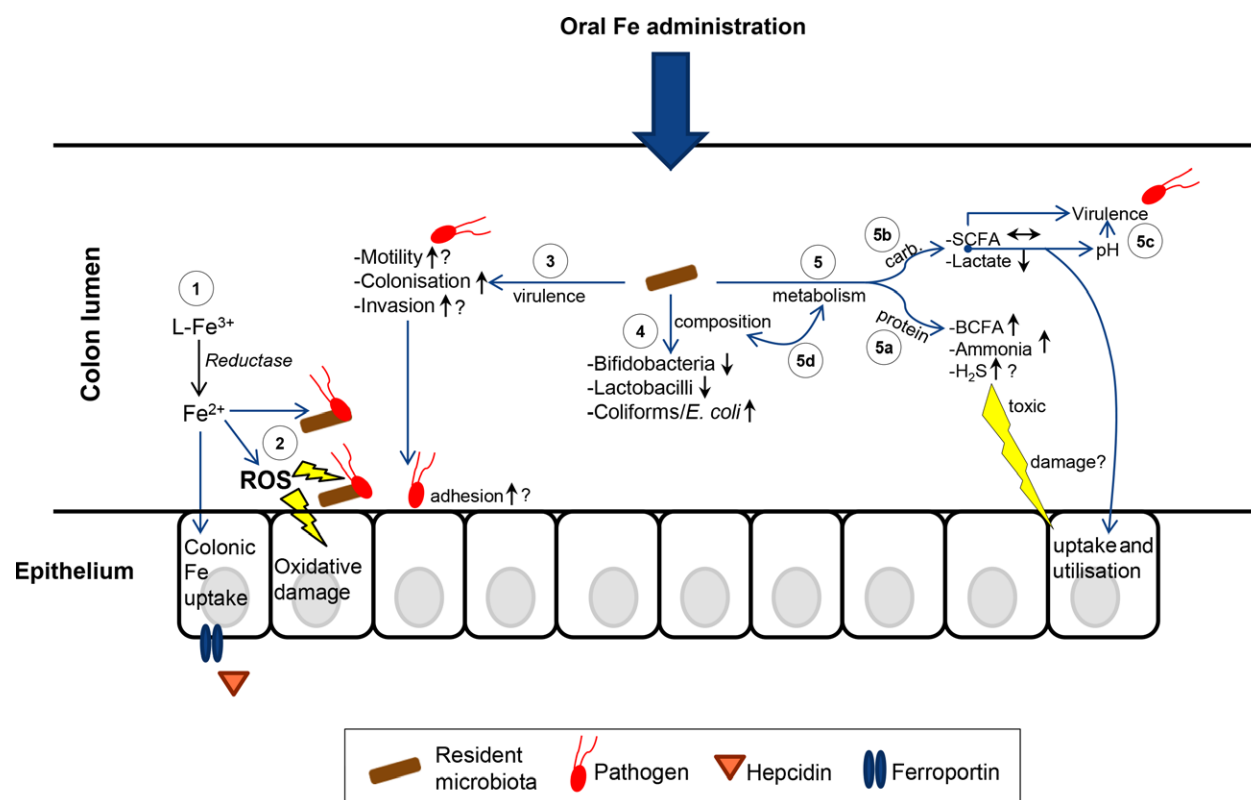 Oral Fe administration
Colon lumen
Epithelium
1
L-Fe³⁺
Reductase
Fe²⁺
2
ROS
-Motility ↑?
-Colonisation ↑
-Invasion ↑?
3
virulence
adhesion ↑?
4
composition
-Bifidobacteria ↓
-Lactobacilli ↓
-Coliforms/E. coli ↑
5
metabolism
5d
5b
carb.
-SCFA ↔
-Lactate ↓
Virulence
pH
5c
protein
5a
-BCFA ↑
-Ammonia ↑
-H₂S ↑ ?
toxic
damage?
Colonic
Fe
uptake
Oxidative
damage
uptake and
utilisation
Resident
microbiota
Pathogen
Hepcidin
Ferroportin